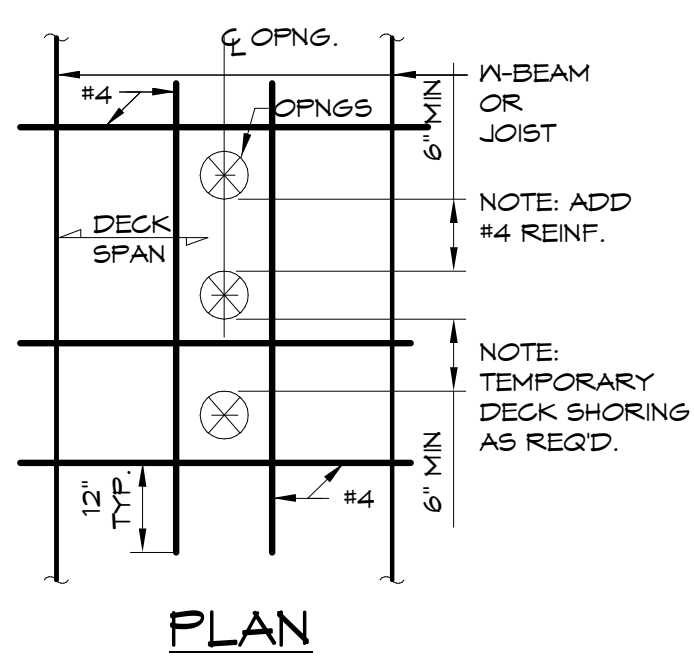 ℄ OPNG.
#4
OPNGS
6" MIN
W-BEAM
OR
JOIST
DECK
SPAN
NOTE: ADD
#4 REINF.
NOTE:
TEMPORARY
DECK SHORING
AS REQ'D.
6" MIN
12"
TYP.
#4
PLAN